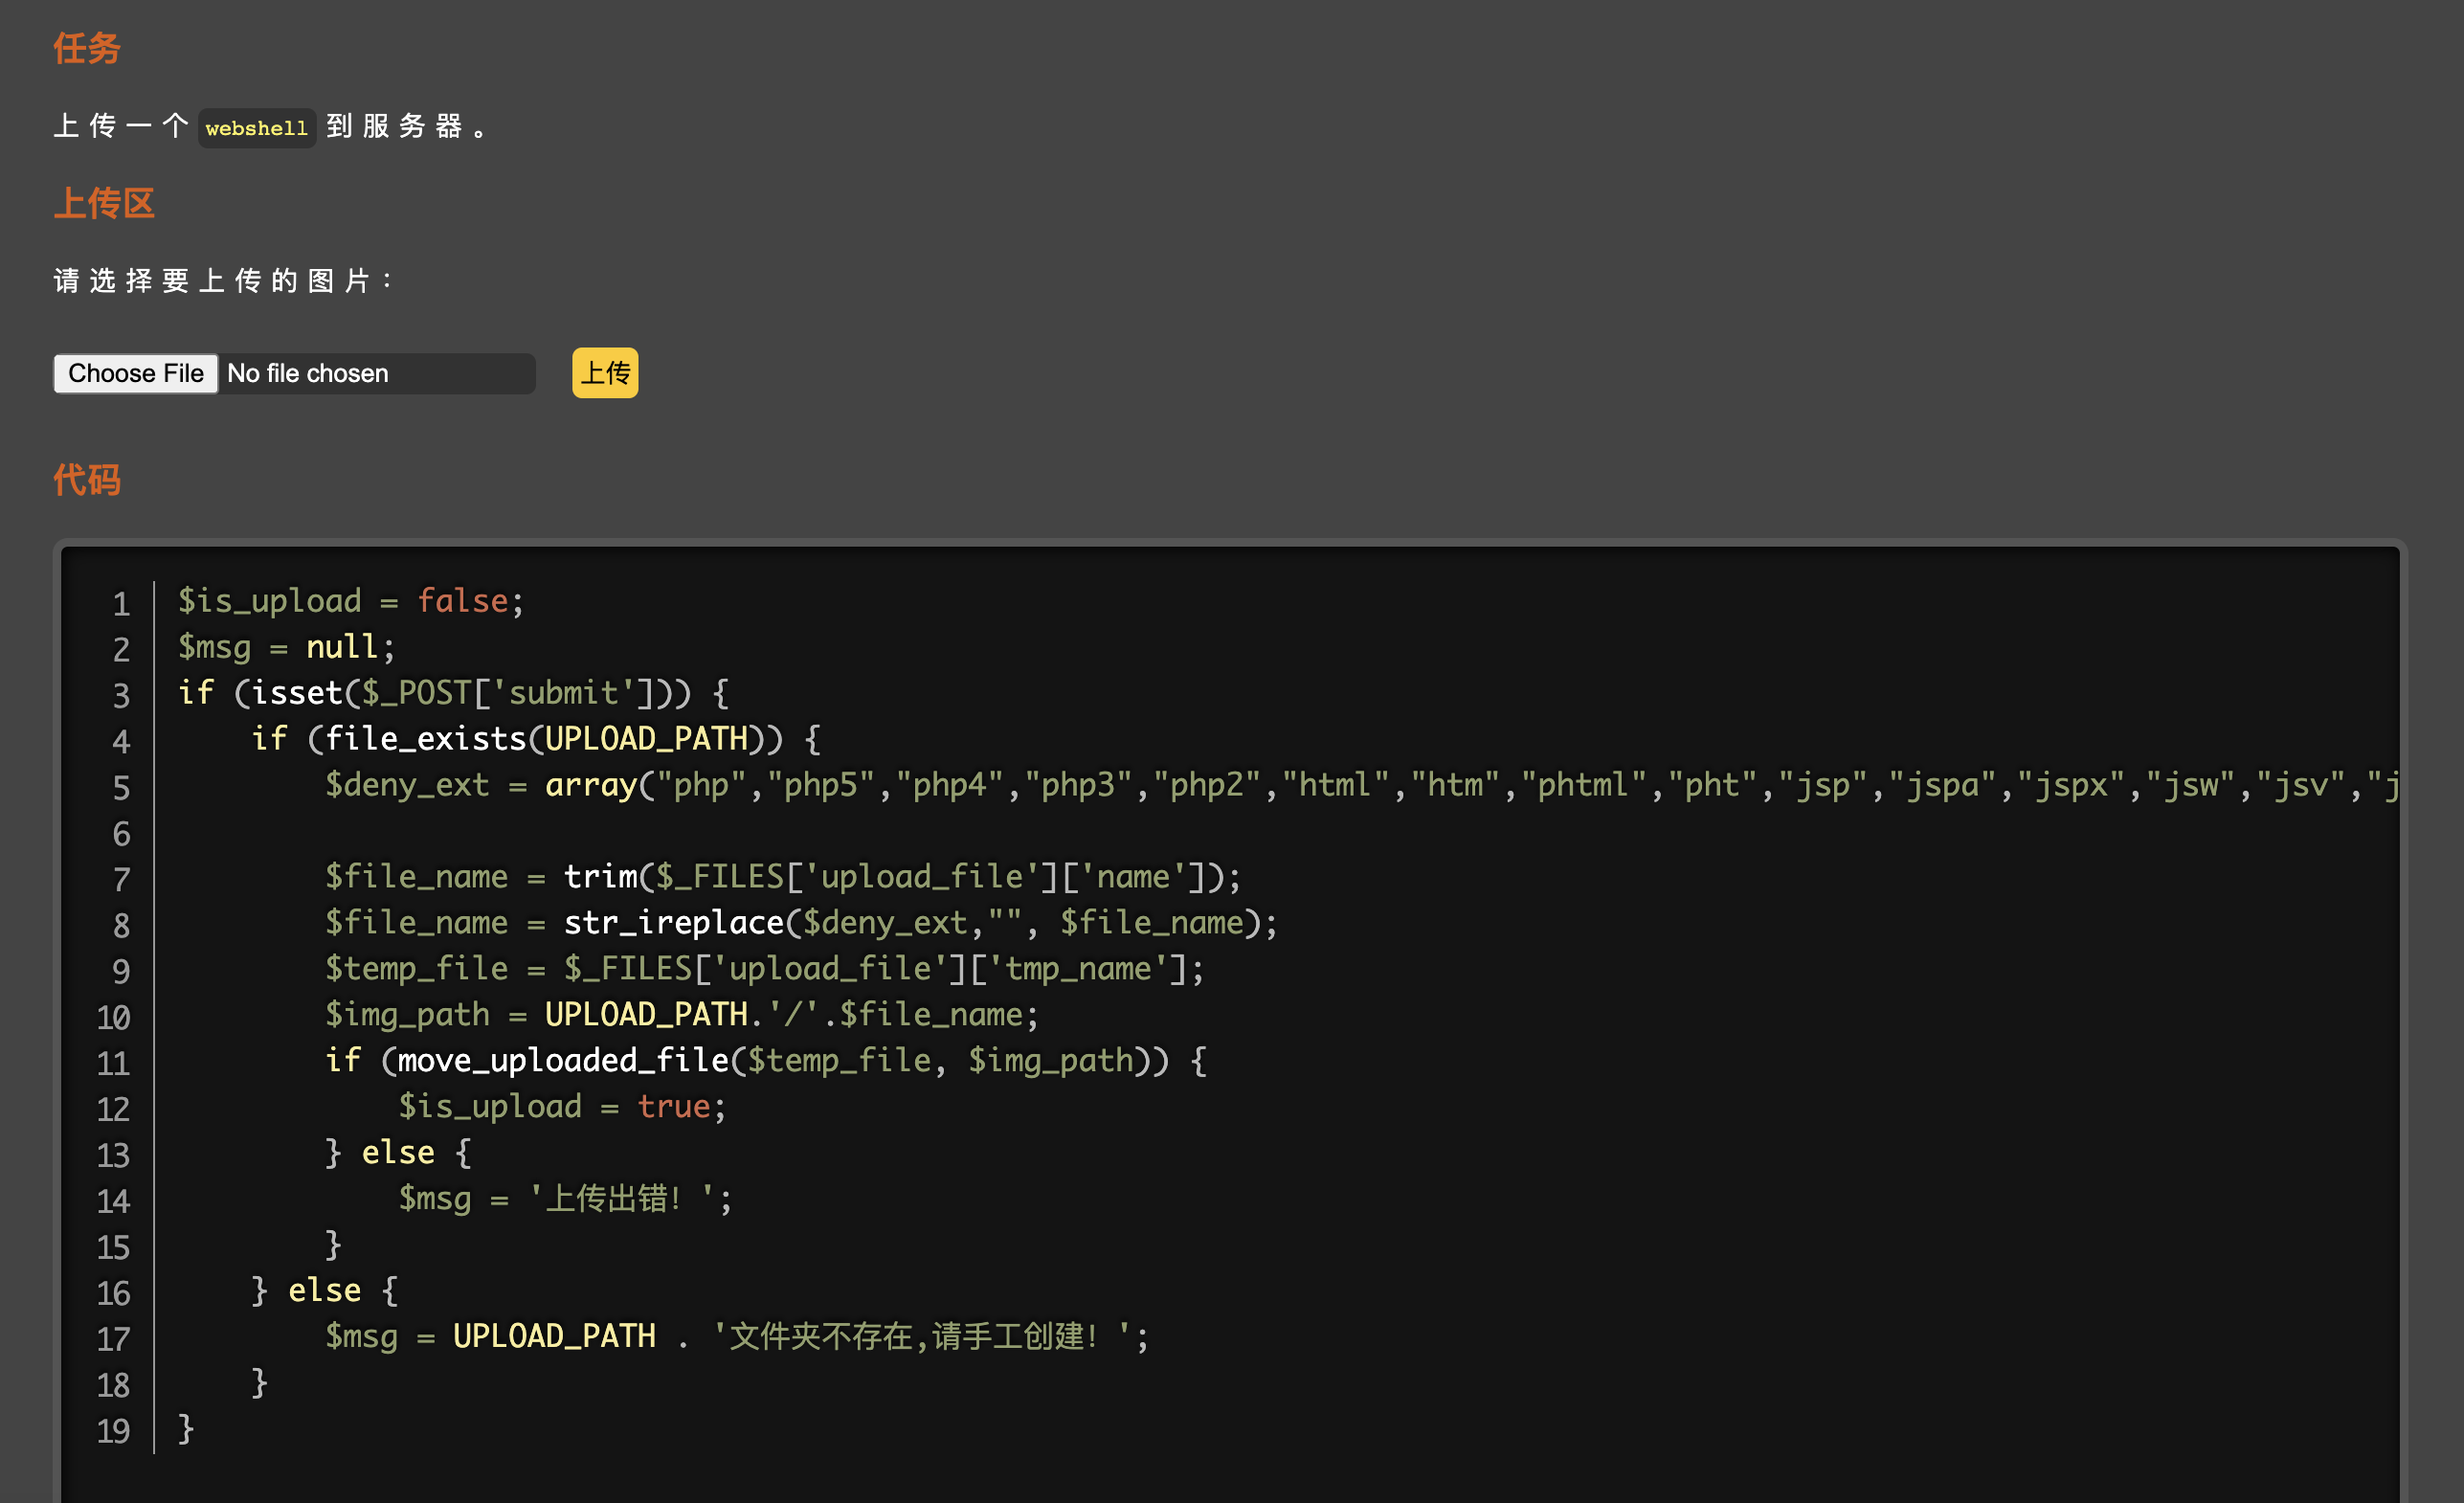 任务
上传一个 webshell 到服务器。
上传区
请选择要上传的图片：
Choose File No file chosen 上传
代码
1 $is_upload = false;
2 $msg = null;
3 if (isset($_POST['submit'])) {
4     if (file_exists(UPLOAD_PATH)) {
5         $deny_ext = array("php","php5","php4","php3","php2","html","htm","phtml","pht","jsp","jspa","jspx","jsw","jsv","j
6
7         $file_name = trim($_FILES['upload_file']['name']);
8         $file_name = str_ireplace($deny_ext,"", $file_name);
9         $temp_file = $_FILES['upload_file']['tmp_name'];
10         $img_path = UPLOAD_PATH.'/'.$file_name;
11         if (move_uploaded_file($temp_file, $img_path)) {
12             $is_upload = true;
13         } else {
14             $msg = '上传出错！';
15         }
16     } else {
17         $msg = UPLOAD_PATH . '文件夹不存在,请手工创建！';
18     }
19 }